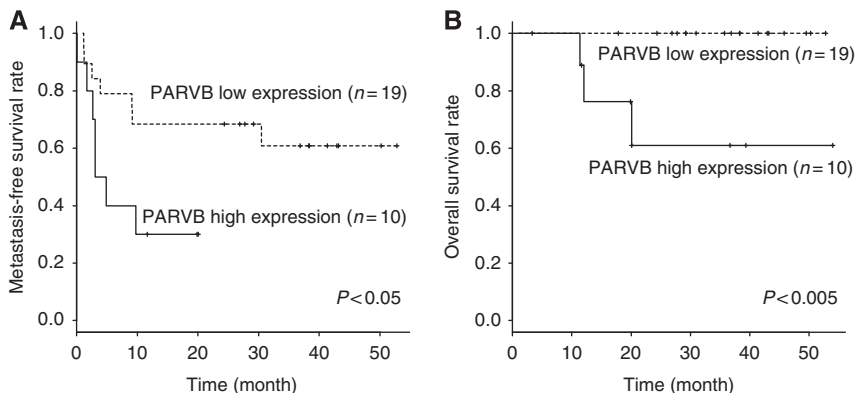 A
Metastasis-free survival rate
1.0
0.8
0.6
0.4
0.2
0.0
PARVB low expression (n=19)
PARVB high expression (n=10)
P<0.05
0 10 20 30 40 50
Time (month)
B
Overall survival rate
1.0
0.8
0.6
0.4
0.2
0.0
PARVB low expression (n=19)
PARVB high expression (n=10)
P<0.005
0 10 20 30 40 50
Time (month)